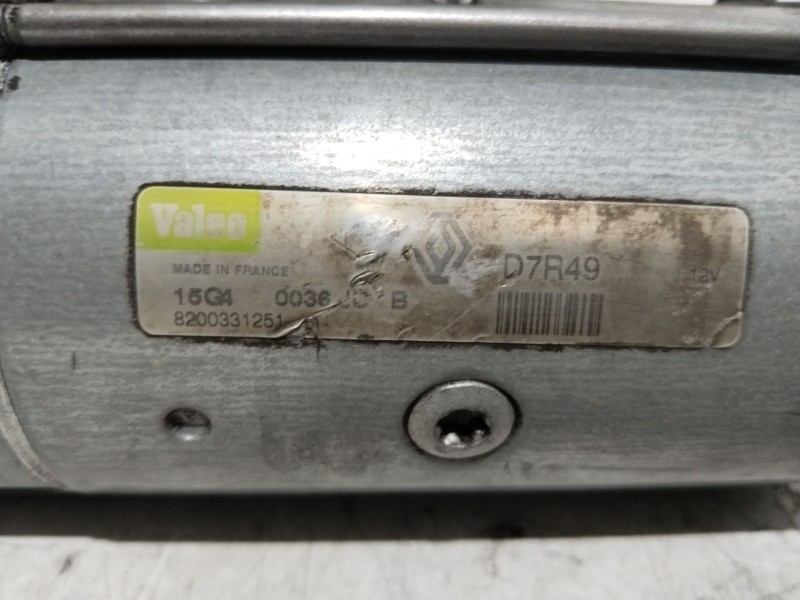 Valeo
MADE IN FRANCE
D7R49
12V
15G4 0036 B
8200331251